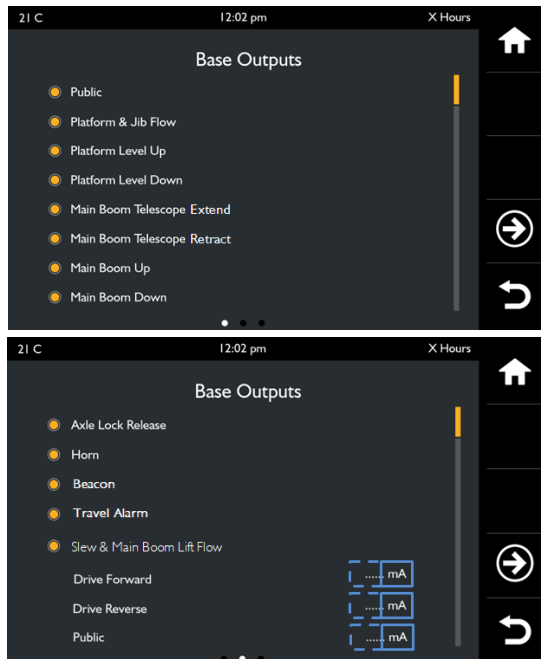 21 C 12:02 pm X Hours
Base Outputs
Public
Platform & Jib Flow
Platform Level Up
Platform Level Down
Main Boom Telescope Extend
Main Boom Telescope Retract
Main Boom Up
Main Boom Down
21 C 12:02 pm X Hours
Base Outputs
Axle Lock Release
Horn
Beacon
Travel Alarm
Slew & Main Boom Lift Flow
Drive Forward ...... mA
Drive Reverse ...... mA
Public ...... mA